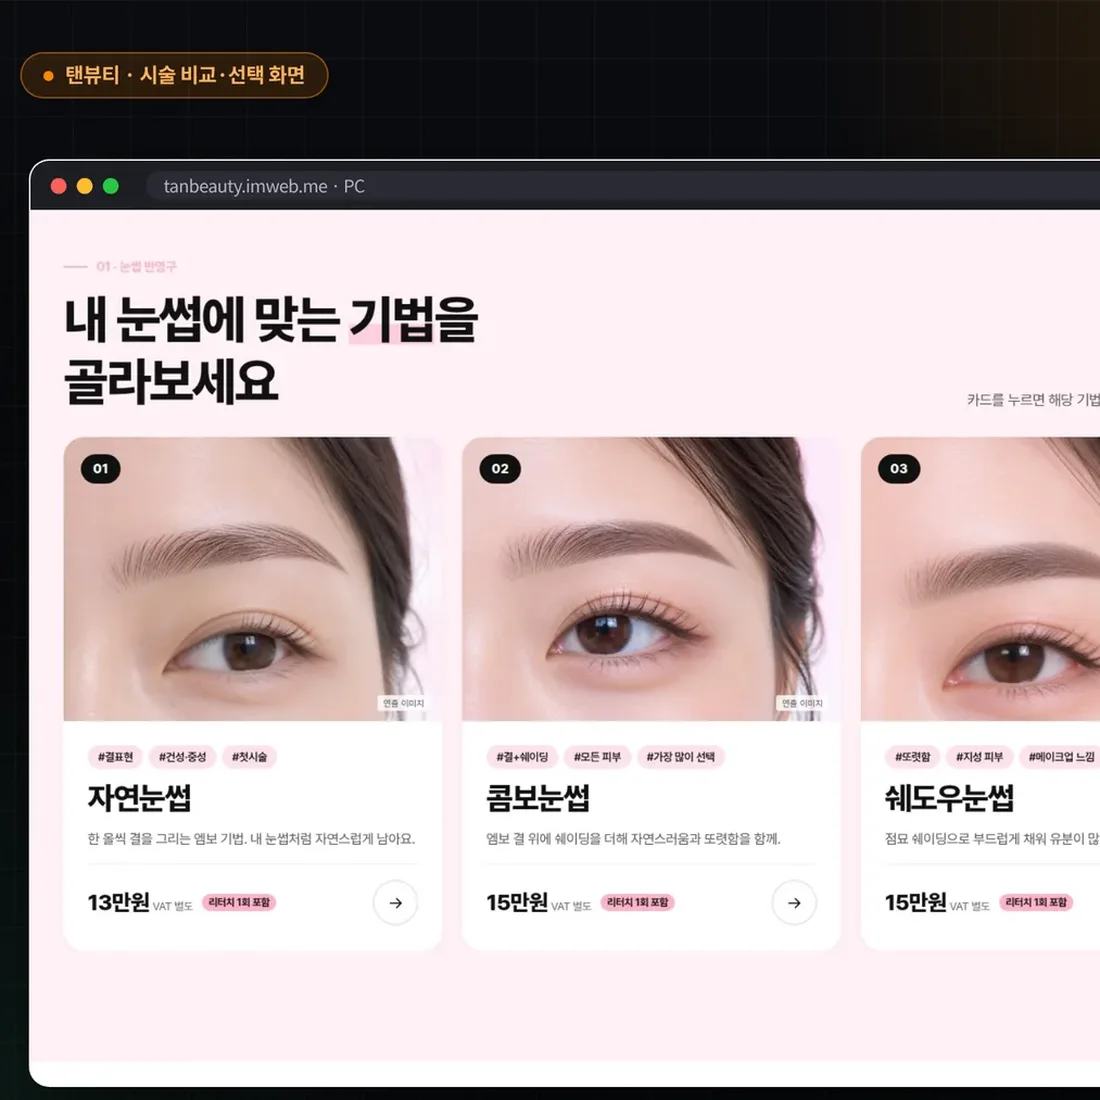 탠뷰티 · 시술 비교·선택 화면
tanbeauty.imweb.me · PC
01 - 눈썹 반영구
내 눈썹에 맞는 기법을
골라보세요
카드를 누르면 해당 기법
01
연출 이미지
#결표현 #건성·중성 #첫시술
자연눈썹
한 올씩 결을 그리는 엠보 기법. 내 눈썹처럼 자연스럽게 남아요.
13만원 VAT 별도 리터치 1회 포함
02
연출 이미지
#결+쉐이딩 #모든 피부 #가장 많이 선택
콤보눈썹
엠보 결 위에 쉐이딩을 더해 자연스러움과 또렷함을 함께.
15만원 VAT 별도 리터치 1회 포함
03
#또렷함 #지성 피부 #메이크업 느낌
쉐도우눈썹
점묘 쉐이딩으로 부드럽게 채워 유분이 많
15만원 VAT 별도 리터치 1회 포함